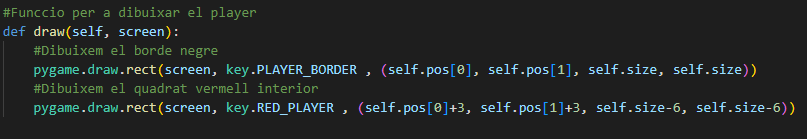 #Funccio per a dibuixar el player
def draw(self, screen):
    #Dibuixem el borde negre
    pygame.draw.rect(screen, key.PLAYER_BORDER , (self.pos[0], self.pos[1], self.size, self.size))
    #Dibuixem el quadrat vermell interior
    pygame.draw.rect(screen, key.RED_PLAYER , (self.pos[0]+3, self.pos[1]+3, self.size-6, self.size-6))